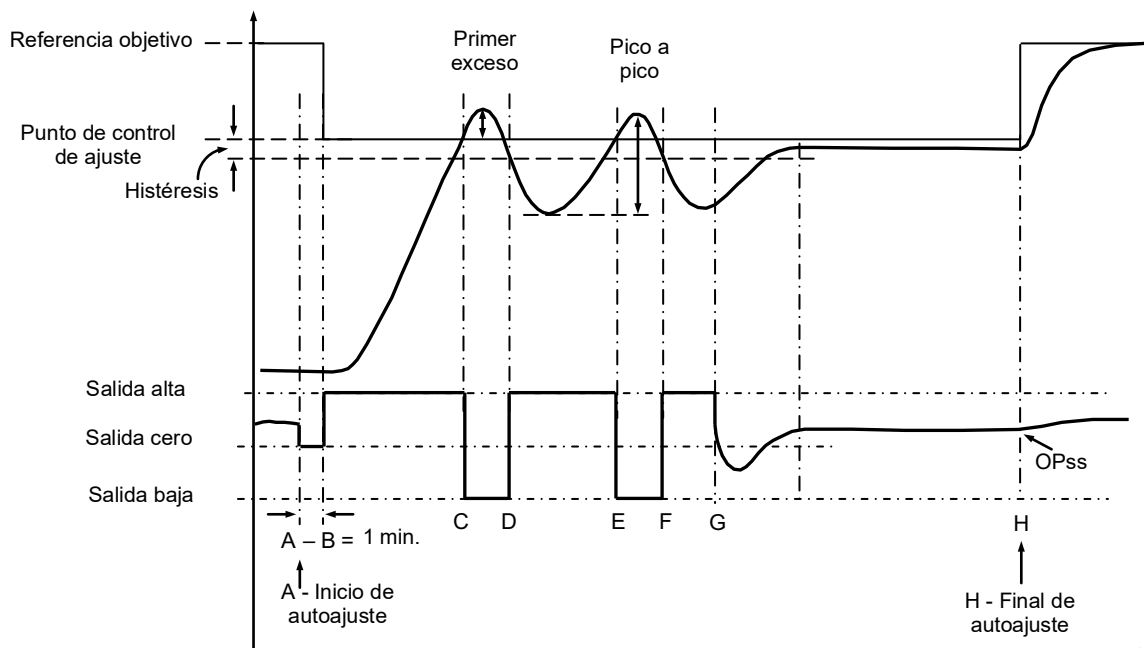 Referencia objetivo
Primer
exceso
Pico a
pico
Punto de control
de ajuste
Histéresis
Salida alta
Salida cero
OPss
Salida baja
C
D
E
F
G
H
A – B = 1 min.
A - Inicio de
autoajuste
H - Final de
autoajuste